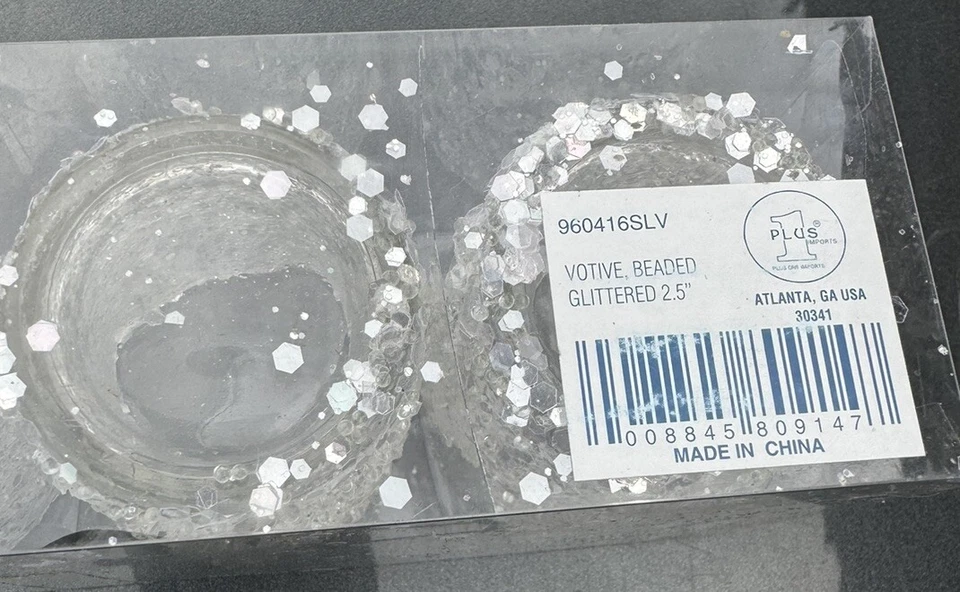 960416SLV
1 PLUS®
IMPORTS
VOTIVE, BEADED
GLITTERED 2.5"
ATLANTA, GA USA
30341
008845 809147
MADE IN CHINA